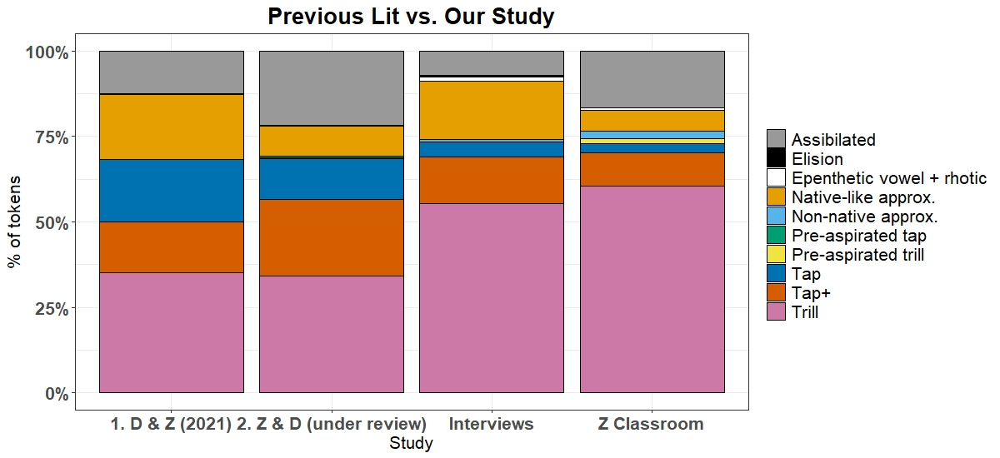 Previous Lit vs. Our Study
100%
75%
50%
25%
0%
% of tokens
1. D & Z (2021)
2. Z & D (under review)
Interviews
Z Classroom
Study
Assibilated
Elision
Epenthetic vowel + rhotic
Native-like approx.
Non-native approx.
Pre-aspirated tap
Pre-aspirated trill
Tap
Tap+
Trill